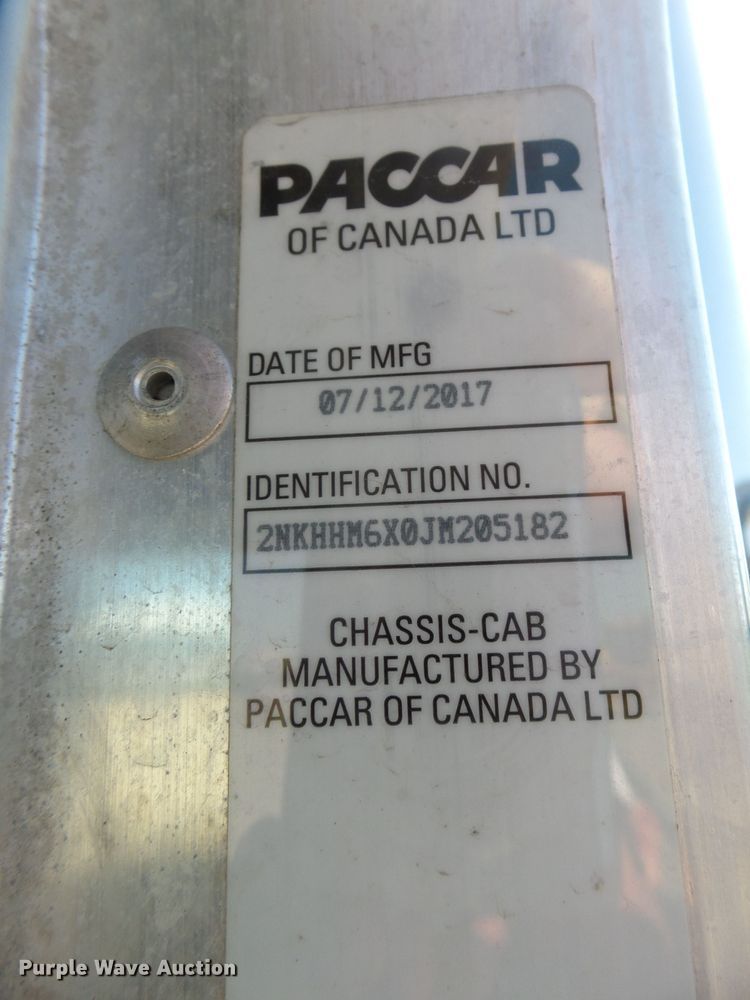 PACCAR
OF CANADA LTD
DATE OF MFG
07/12/2017
IDENTIFICATION NO.
2NKHHM6X0JM205182
CHASSIS-CAB
MANUFACTURED BY
PACCAR OF CANADA LTD
Purple Wave Auction